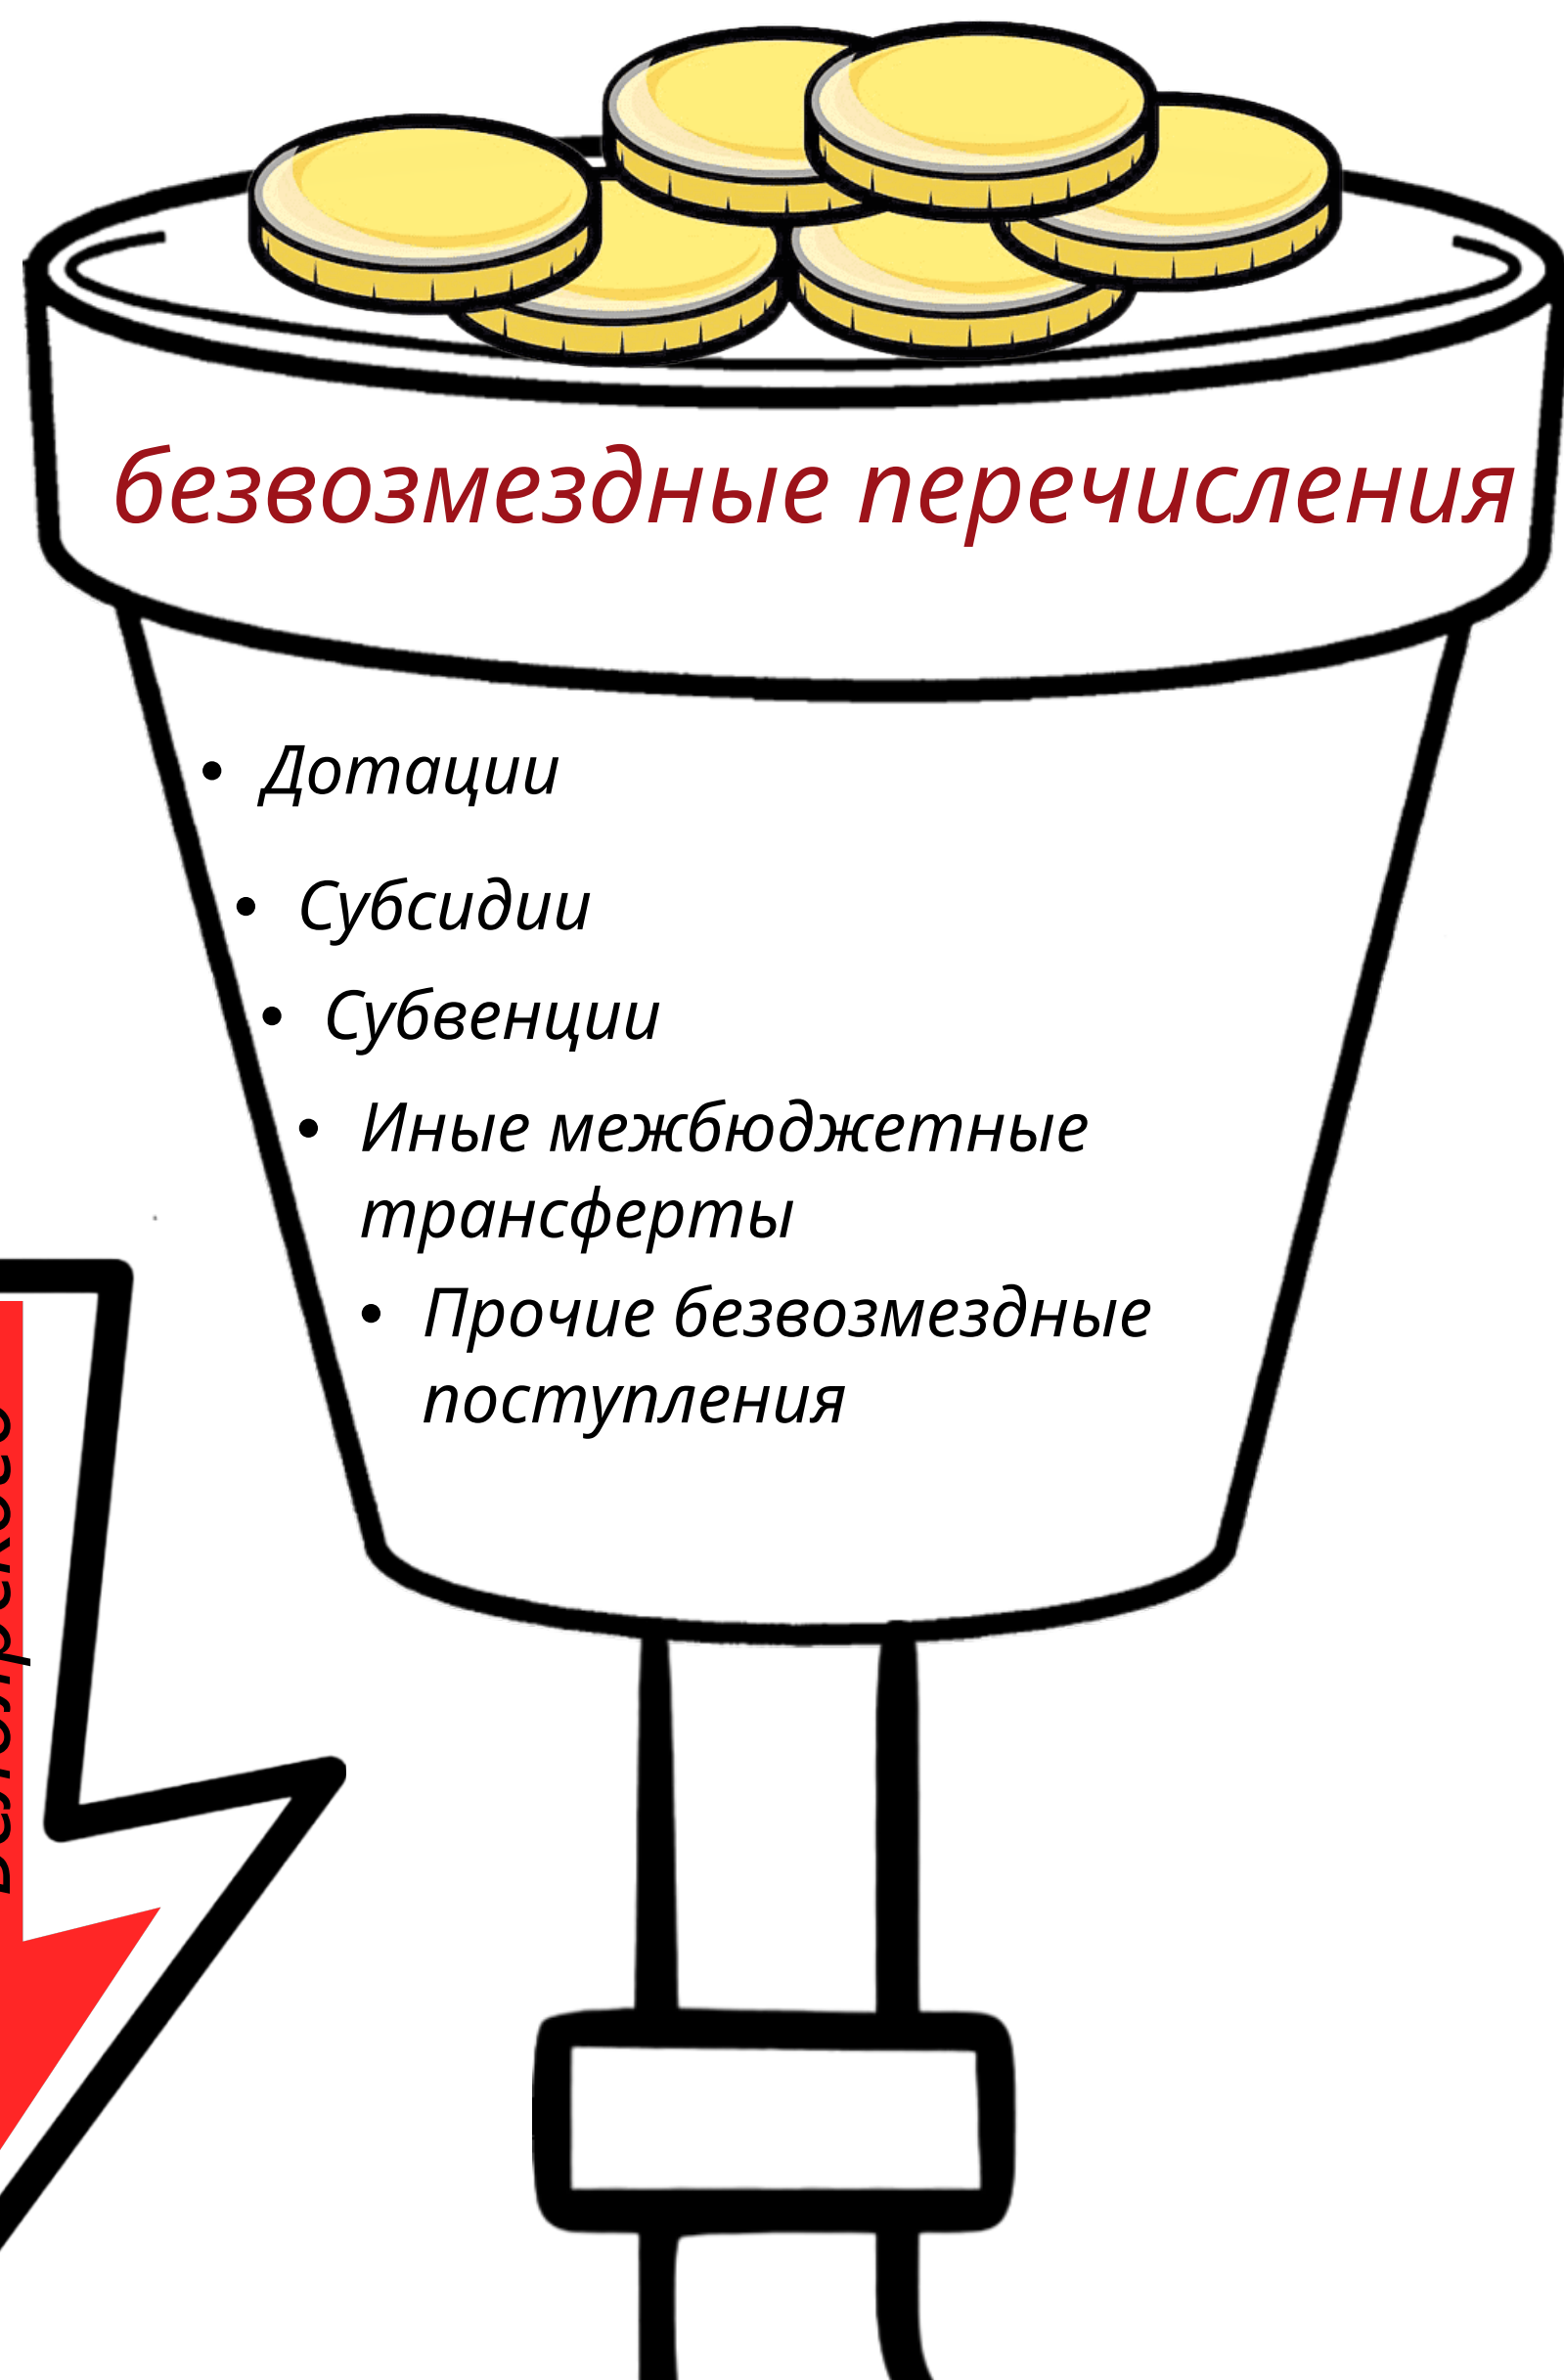 безвозмездные перечисления
• Дотации
• Субсидии
• Субвенции
• Иные межбюджетные
трансферты
• Прочие безвозмездные
поступления